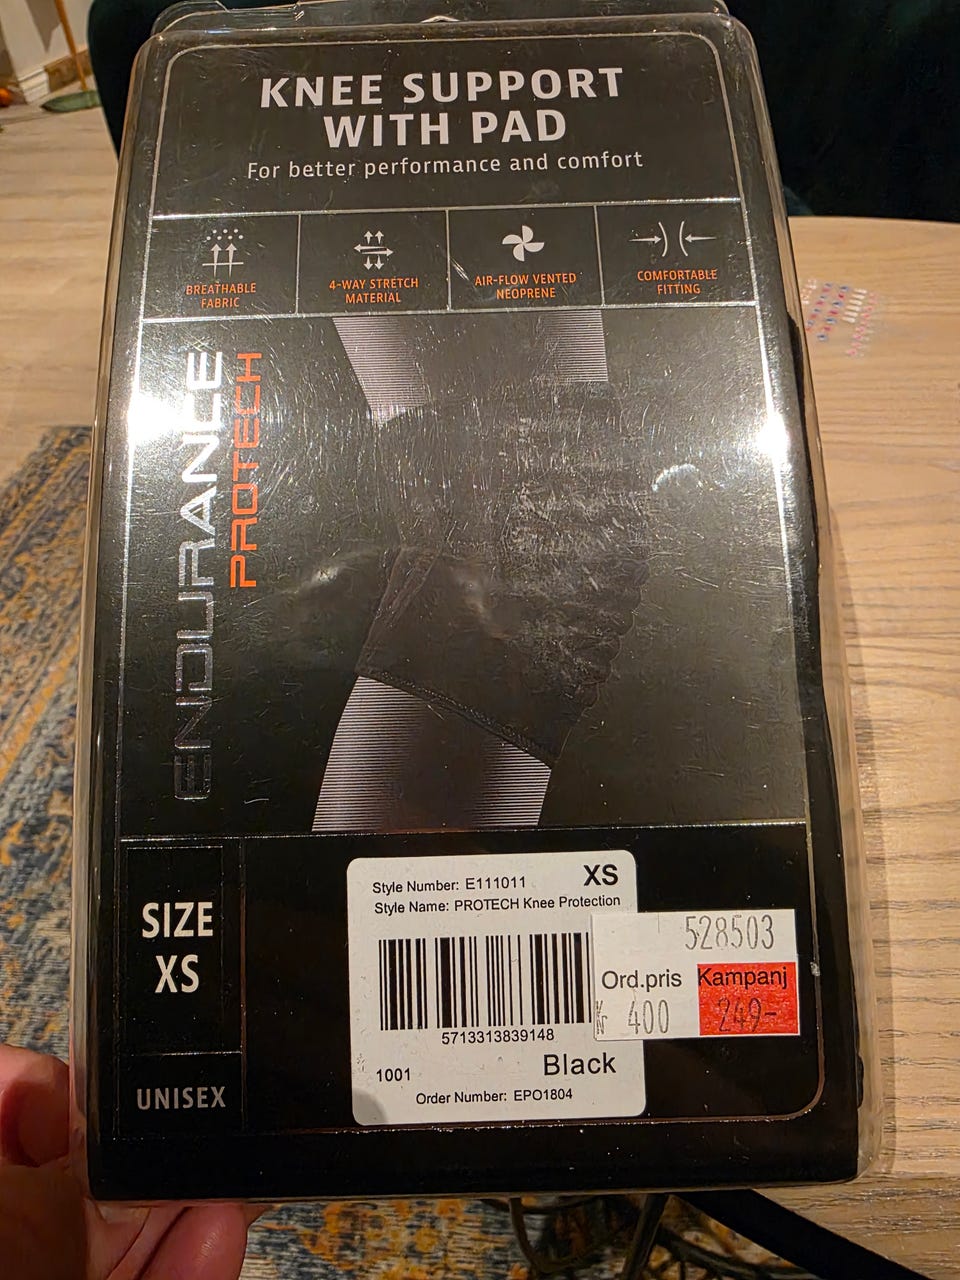 KNEE SUPPORT
WITH PAD
For better performance and comfort
BREATHABLE
FABRIC
4-WAY STRETCH
MATERIAL
AIR-FLOW VENTED
NEOPRENE
COMFORTABLE
FITTING
ENDURANCE
PROTECH
SIZE
XS
UNISEX
Style Number: E111011 XS
Style Name: PROTECH Knee Protection
5713313839148
1001 Black
Order Number: EPO1804
528503
Ord.pris Kampanj
400 249-